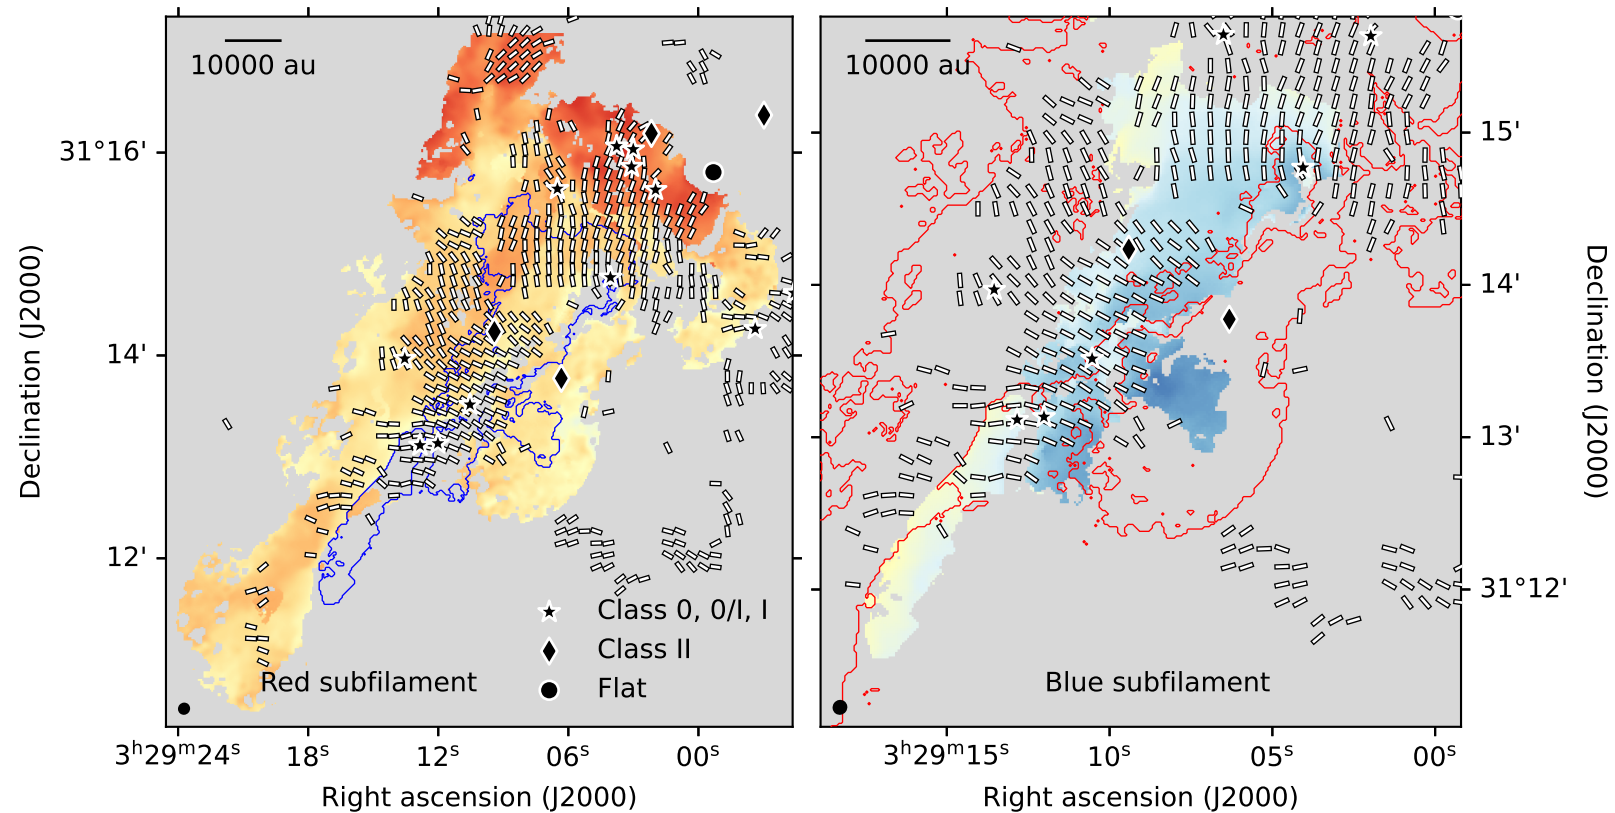 10000 au
10000 au
31°16'
14'
12'
15'
14'
13'
31°12'
Declination (J2000)
Declination (J2000)
Class 0, 0/I, I
Class II
Flat
Red subfilament
Blue subfilament
3ʰ29ᵐ24ˢ 18ˢ 12ˢ 06ˢ 00ˢ
3ʰ29ᵐ15ˢ 10ˢ 05ˢ 00ˢ
Right ascension (J2000)
Right ascension (J2000)